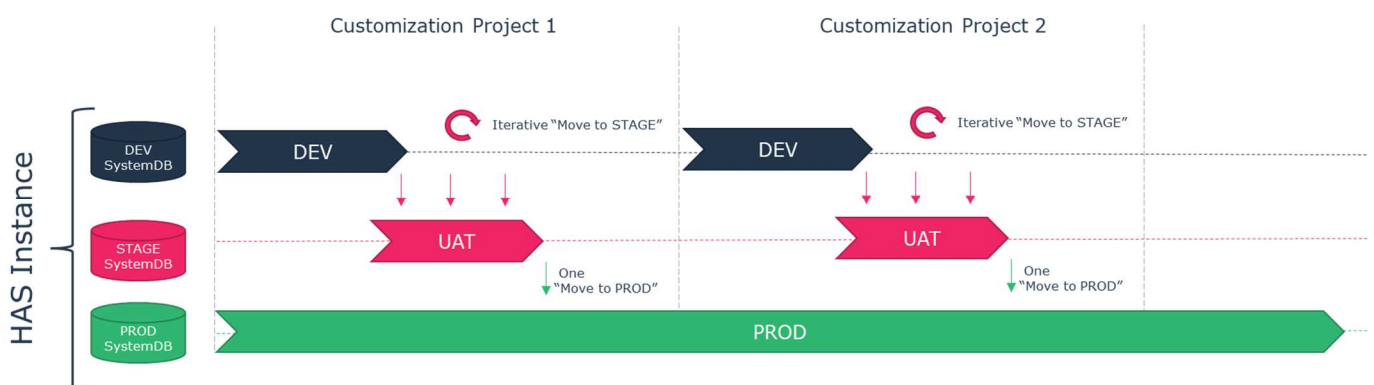 Customization Project 1
Customization Project 2
HAS Instance
DEV
SystemDB
DEV
Iterative “Move to STAGE”
DEV
Iterative “Move to STAGE”
STAGE
SystemDB
UAT
UAT
One
“Move to PROD”
One
“Move to PROD”
PROD
SystemDB
PROD